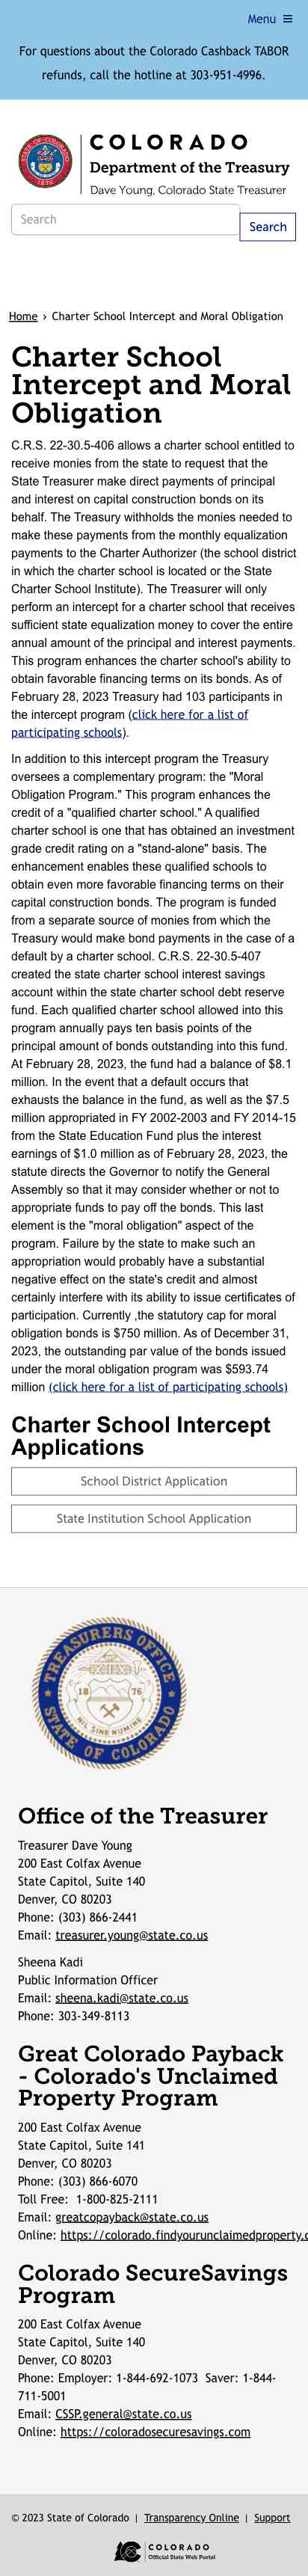 Menu ≡
For questions about the Colorado Cashback TABOR
refunds, call the hotline at 303-951-4996.
COLORADO
Department of the Treasury
Dave Young, Colorado State Treasurer
Search
Search
Home › Charter School Intercept and Moral Obligation
Charter School
Intercept and Moral
Obligation
C.R.S. 22-30.5-406 allows a charter school entitled to
receive monies from the state to request that the
State Treasurer make direct payments of principal
and interest on capital construction bonds on its
behalf. The Treasury withholds the monies needed to
make these payments from the monthly equalization
payments to the Charter Authorizer (the school district
in which the charter school is located or the State
Charter School Institute). The Treasurer will only
perform an intercept for a charter school that receives
sufficient state equalization money to cover the entire
annual amount of the principal and interest payments.
This program enhances the charter school's ability to
obtain favorable financing terms on its bonds. As of
February 28, 2023 Treasury had 103 participants in
the intercept program (click here for a list of
participating schools).
In addition to this intercept program the Treasury
oversees a complementary program: the "Moral
Obligation Program." This program enhances the
credit of a "qualified charter school." A qualified
charter school is one that has obtained an investment
grade credit rating on a "stand-alone" basis. The
enhancement enables these qualified schools to
obtain even more favorable financing terms on their
capital construction bonds. The program is funded
from a separate source of monies from which the
Treasury would make bond payments in the case of a
default by a charter school. C.R.S. 22-30.5-407
created the state charter school interest savings
account within the state charter school debt reserve
fund. Each qualified charter school allowed into this
program annually pays ten basis points of the
principal amount of bonds outstanding into this fund.
At February 28, 2023, the fund had a balance of $8.1
million. In the event that a default occurs that
exhausts the balance in the fund, as well as the $7.5
million appropriated in FY 2002-2003 and FY 2014-15
from the State Education Fund plus the interest
earnings of $1.0 million as of February 28, 2023, the
statute directs the Governor to notify the General
Assembly so that it may consider whether or not to
appropriate funds to pay off the bonds. This last
element is the "moral obligation" aspect of the
program. Failure by the state to make such an
appropriation would probably have a substantial
negative effect on the state's credit and almost
certainly interfere with its ability to issue certificates of
participation. Currently ,the statutory cap for moral
obligation bonds is $750 million. As of December 31,
2023, the outstanding par value of the bonds issued
under the moral obligation program was $593.74
million (click here for a list of participating schools)
Charter School Intercept
Applications
School District Application
State Institution School Application
TREASURERS OFFICE
18 76
NIL SINE NUMINE
STATE OF COLORADO
Office of the Treasurer
Treasurer Dave Young
200 East Colfax Avenue
State Capitol, Suite 140
Denver, CO 80203
Phone: (303) 866-2441
Email: treasurer.young@state.co.us
Sheena Kadi
Public Information Officer
Email: sheena.kadi@state.co.us
Phone: 303-349-8113
Great Colorado Payback
- Colorado's Unclaimed
Property Program
200 East Colfax Avenue
State Capitol, Suite 141
Denver, CO 80203
Phone: (303) 866-6070
Toll Free: 1-800-825-2111
Email: greatcopayback@state.co.us
Online: https://colorado.findyourunclaimedproperty.c
Colorado SecureSavings
Program
200 East Colfax Avenue
State Capitol, Suite 140
Denver, CO 80203
Phone: Employer: 1-844-692-1073 Saver: 1-844-
711-5001
Email: CSSP.general@state.co.us
Online: https://coloradosecuresavings.com
© 2023 State of Colorado | Transparency Online | Support
COLORADO
Official State Web Portal